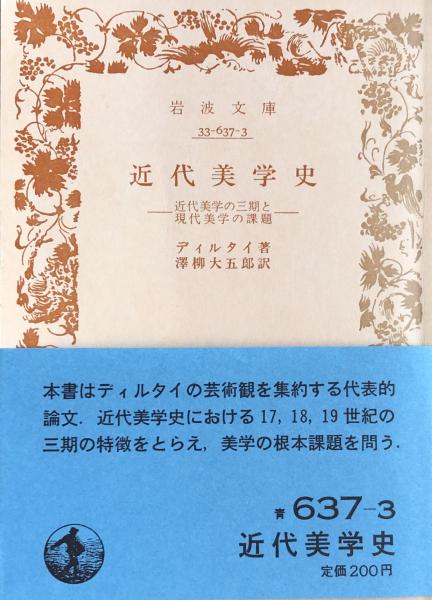 岩波文庫
33-637-3
近代美学史
近代美学の三期と
現代美学の課題
ディルタイ著
澤柳大五郎訳
本書はディルタイの芸術観を集約する代表的
論文．近代美学史における17, 18, 19世紀の
三期の特徴をとらえ, 美学の根本課題を問う．
青 637-3
近代美学史
定価200円